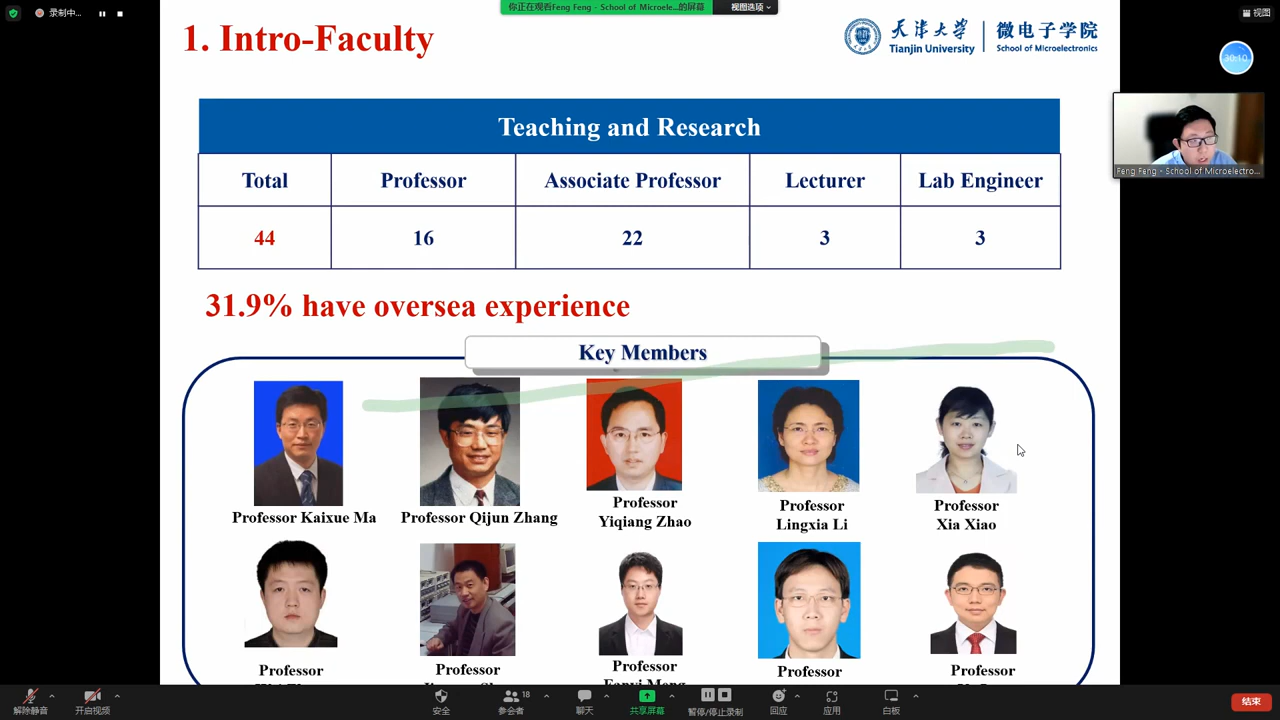 录制中...
你正在观看Feng Feng - School of Microele...的屏幕
视图选项
视图
1. Intro-Faculty
天津大学
Tianjin University
微电子学院
School of Microelectronics
30:10
Feng Feng - School of Microelectro...
Teaching and Research
Total Professor Associate Professor Lecturer Lab Engineer
44 16 22 3 3
31.9% have oversea experience
Key Members
Professor Kaixue Ma
Professor Qijun Zhang
Professor
Yiqiang Zhao
Professor
Lingxia Li
Professor
Xia Xiao
Professor
Professor
Professor
Fanyi Meng
Professor
Professor
解除静音
开启视频
安全
18
参会者
聊天
共享屏幕
暂停/停止录制
回应
应用
白板
结束